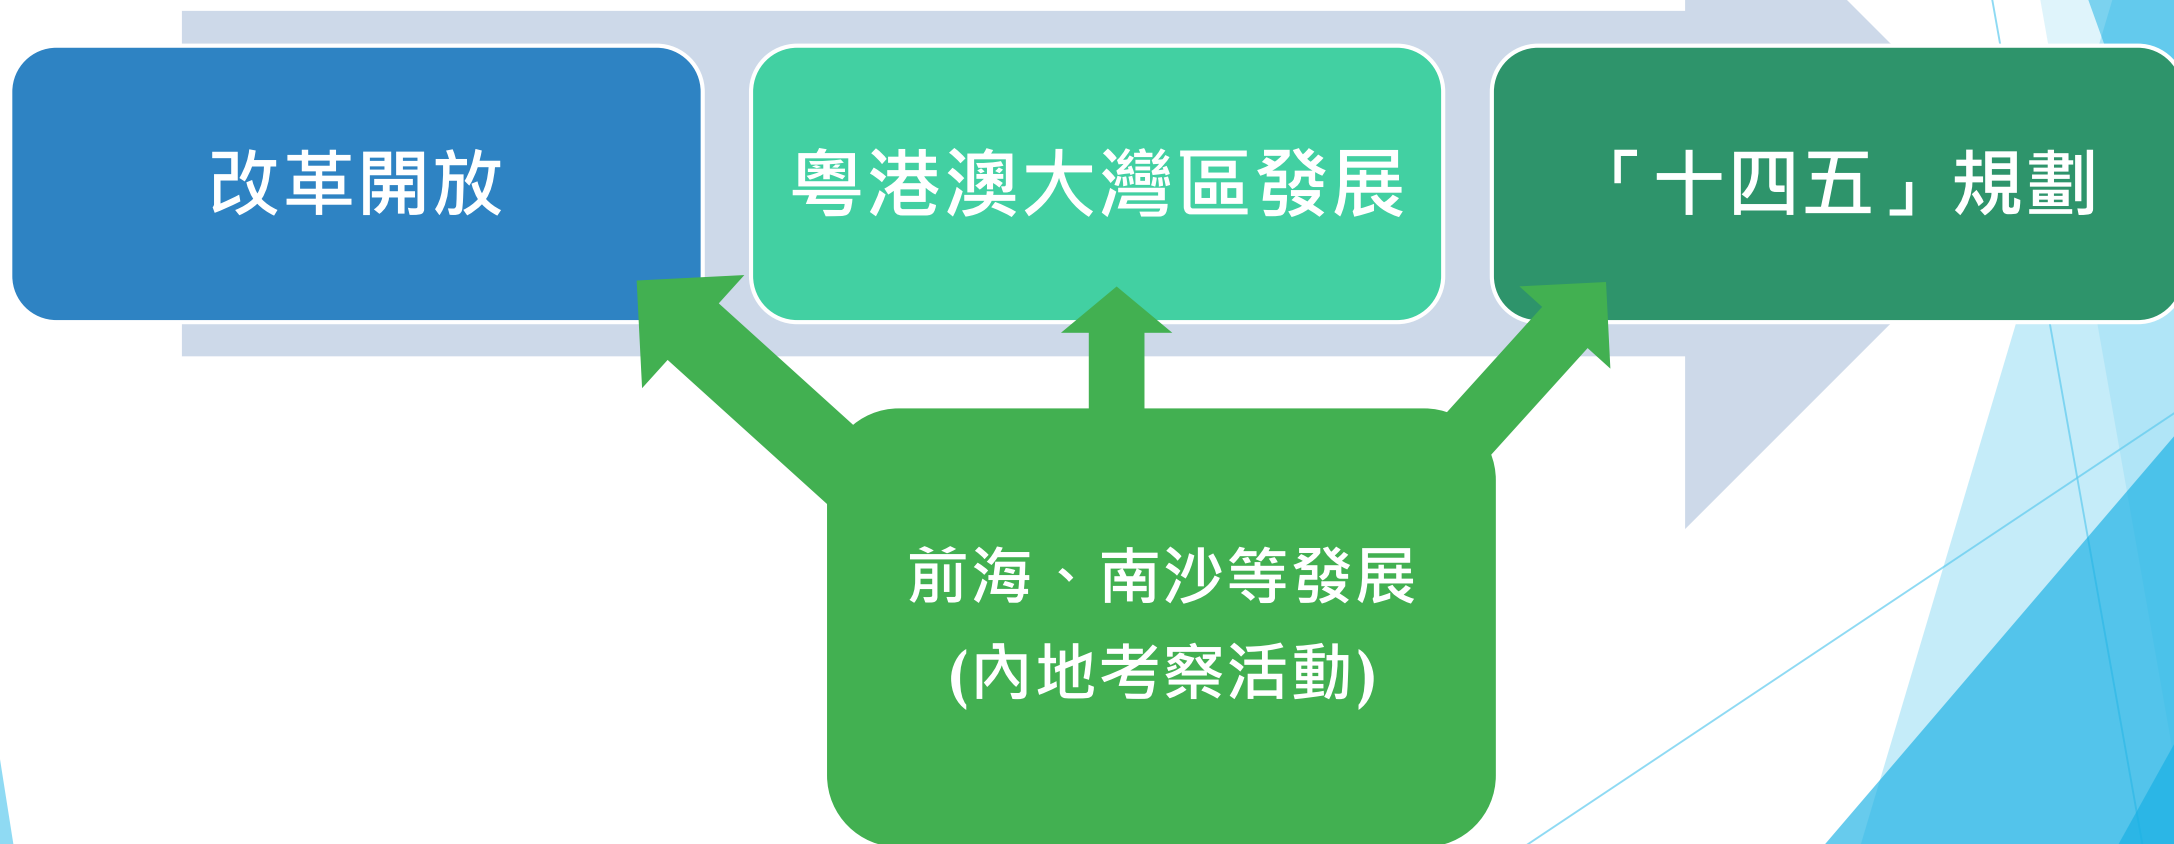 改革開放
粵港澳大灣區發展
「十四五」規劃
前海、南沙等發展
(內地考察活動)